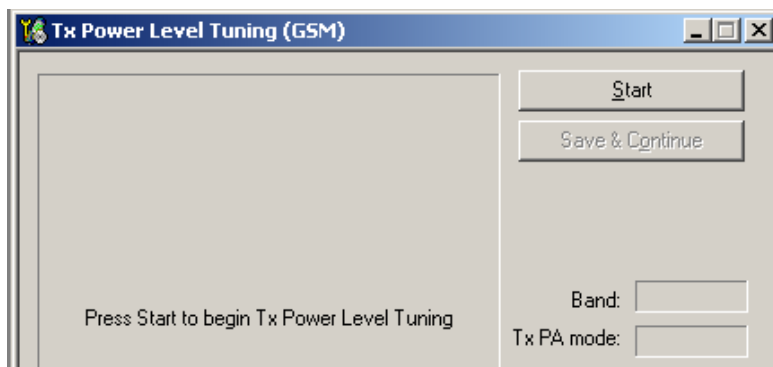 Tx Power Level Tuning (GSM)
Start
Save & Continue
Press Start to begin Tx Power Level Tuning
Band:
Tx PA mode: